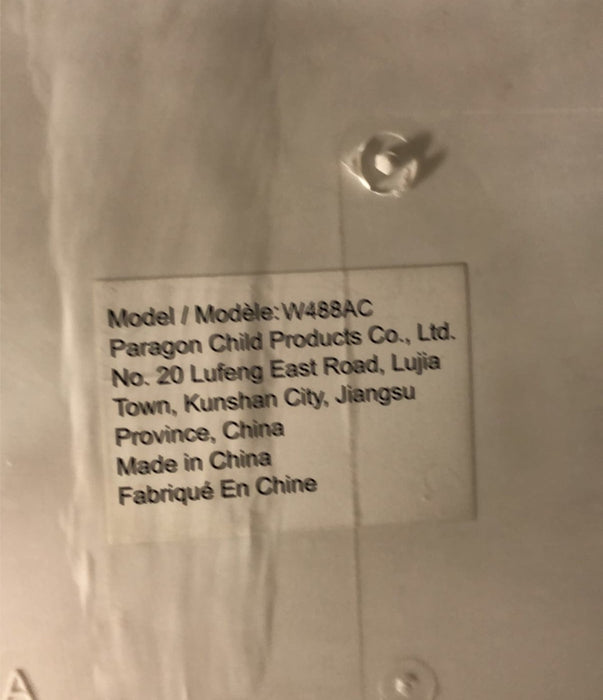 Model / Modèle:W488AC
Paragon Child Products Co., Ltd.
No. 20 Lufeng East Road, Lujia
Town, Kunshan City, Jiangsu
Province, China
Made in China
Fabriqué En Chine
A